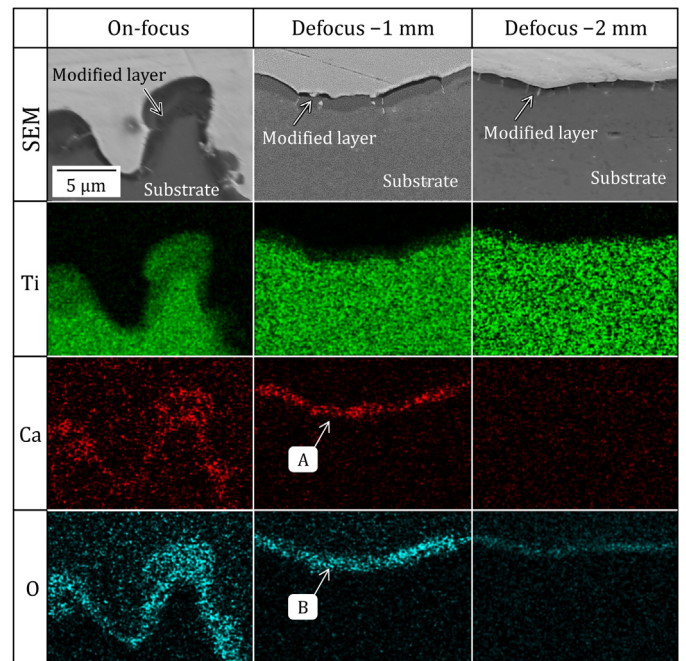 On-focus
Defocus −1 mm
Defocus −2 mm
SEM
Modified layer
5 μm
Substrate
Modified layer
Substrate
Modified layer
Substrate
Ti
Ca
A
O
B